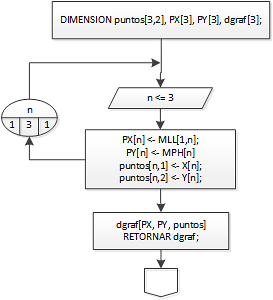 DIMENSION puntos[3,2], PX[3], PY[3], dgraf[3];
n <= 3
n
1 3 1
PX[n] <- MLL[1,n];
PY[n] <- MPH[n]
puntos[n,1] <- X[n];
puntos[n,2] <- Y[n];
dgraf[PX, PY, puntos]
RETORNAR dgraf;